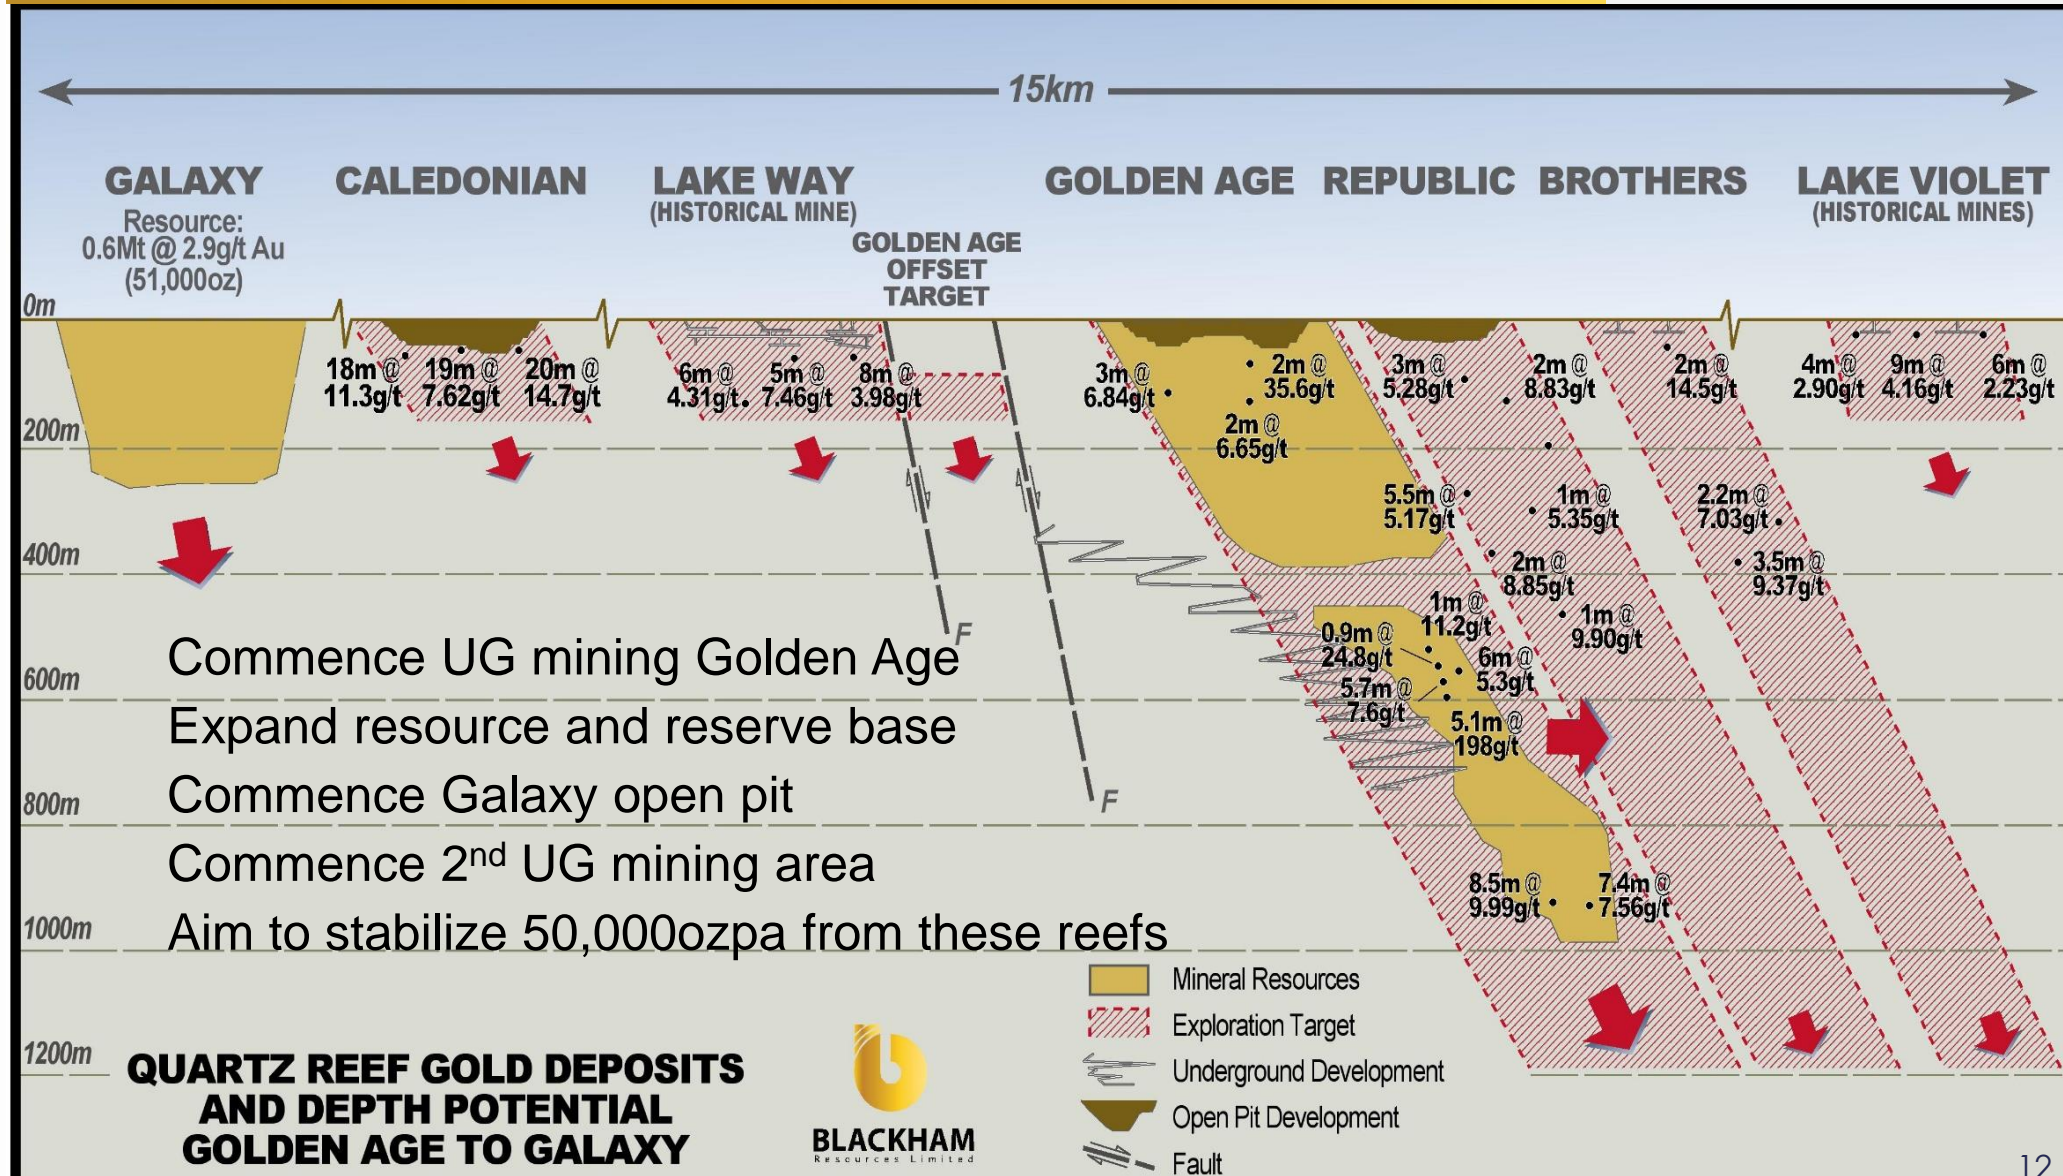 15km
GALAXY
Resource:
0.6Mt @ 2.9g/t Au
(51,000oz)
CALEDONIAN
LAKE WAY
(HISTORICAL MINE)
GOLDEN AGE
OFFSET
TARGET
GOLDEN AGE
REPUBLIC
BROTHERS
LAKE VIOLET
(HISTORICAL MINES)
0m
200m
400m
600m
800m
1000m
1200m
18m @
11.3g/t
19m @
7.62g/t
20m @
14.7g/t
6m @
4.31g/t
5m @
7.46g/t
8m @
3.98g/t
3m @
6.84g/t
2m @
35.6g/t
2m @
6.65g/t
3m @
5.28g/t
2m @
8.83g/t
2m @
14.5g/t
4m @
2.90g/t
9m @
4.16g/t
6m @
2.23g/t
5.5m @
5.17g/t
1m @
5.35g/t
2.2m @
7.03g/t
2m @
8.85g/t
3.5m @
9.37g/t
1m @
11.2g/t
1m @
9.90g/t
0.9m @
24.8g/t
6m @
5.3g/t
5.7m @
7.6g/t
5.1m @
198g/t
8.5m @
9.99g/t
7.4m @
7.56g/t
F
F
Commence UG mining Golden Age
Expand resource and reserve base
Commence Galaxy open pit
Commence 2nd UG mining area
Aim to stabilize 50,000ozpa from these reefs
QUARTZ REEF GOLD DEPOSITS
AND DEPTH POTENTIAL
GOLDEN AGE TO GALAXY
b
BLACKHAM
Resources Limited
Mineral Resources
Exploration Target
Underground Development
Open Pit Development
Fault
12